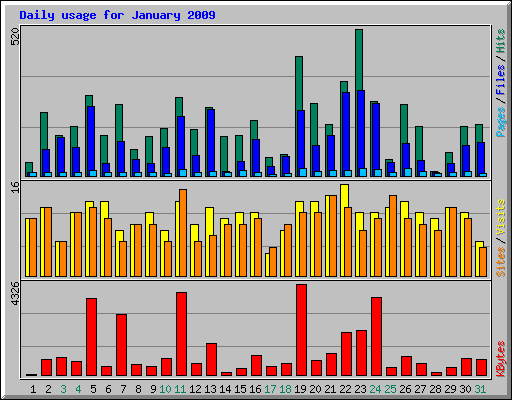 Daily usage for January 2009
520
Pages / Files / Hits
16
Sites / Visits
4326
KBytes
1 2 3 4 5 6 7 8 9 10 11 12 13 14 15 16 17 18 19 20 21 22 23 24 25 26 27 28 29 30 31